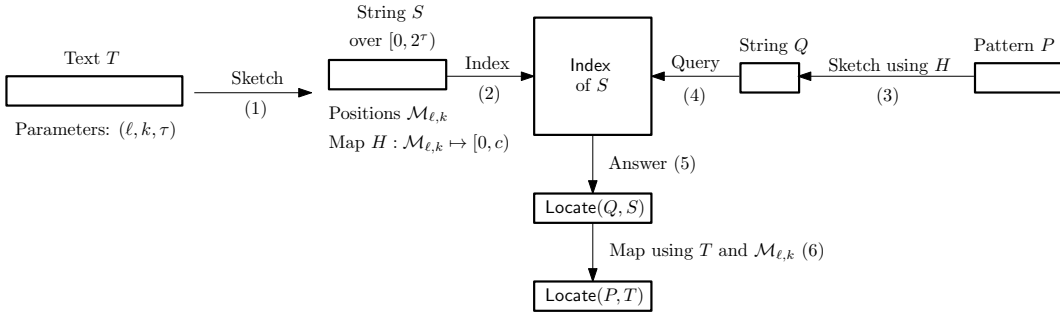 Text T
Parameters: (ℓ, k, τ)
Sketch
(1)
String S
over [0, 2^τ)
Positions ℳ_{ℓ,k}
Map H : ℳ_{ℓ,k} ↦ [0, c)
Index
(2)
Index
of S
Query
(4)
String Q
Sketch using H
(3)
Pattern P
Answer (5)
Locate(Q, S)
Map using T and ℳ_{ℓ,k} (6)
Locate(P, T)